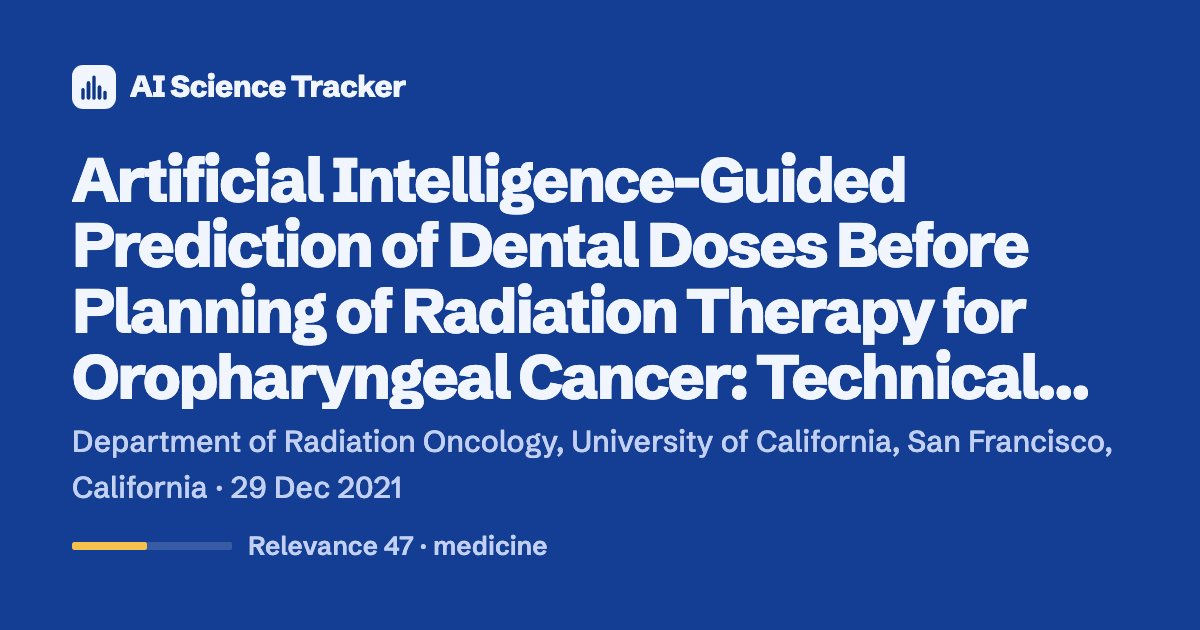 AI Science Tracker
Artificial Intelligence-Guided
Prediction of Dental Doses Before
Planning of Radiation Therapy for
Oropharyngeal Cancer: Technical...
Department of Radiation Oncology, University of California, San Francisco,
California · 29 Dec 2021
Relevance 47 · medicine